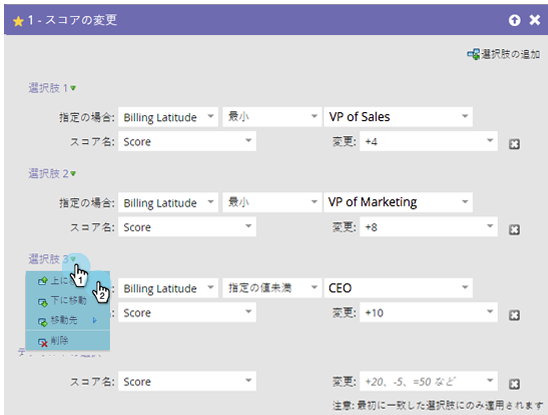 1 - スコアの変更
選択肢の追加
選択肢 1
指定の場合: Billing Latitude 最小 VP of Sales
スコア名: Score 変更: +4
選択肢 2
指定の場合: Billing Latitude 最小 VP of Marketing
スコア名: Score 変更: +8
選択肢 3
1
上に 2
Billing Latitude 指定の値未満 CEO
下に移動
移動先 Score 変更: +10
削除
スコア名: Score 変更: +20、-5、=50 など
注意: 最初に一致した選択肢にのみ適用されます